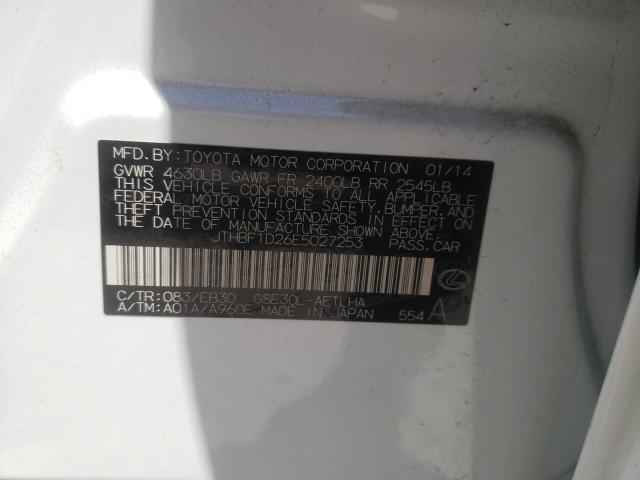 MFD.BY:TOYOTA MOTOR CORPORATION 01/14
GVWR 4630LB GAWR FR 2400LB RR 2545LB
THIS VEHICLE CONFORMS TO ALL APPLICABLE
FEDERAL MOTOR VEHICLE SAFETY,BUMPER,AND
THEFT PREVENTION STANDARDS IN EFFECT ON
THE DATE OF MANUFACTURE SHOWN ABOVE.
JTHBF1D26E5027253 PASS.CAR
C/TR:083/EB30 GSE30L-AETLHA
A/TM:A01A/A960E MADE IN JAPAN 554 A